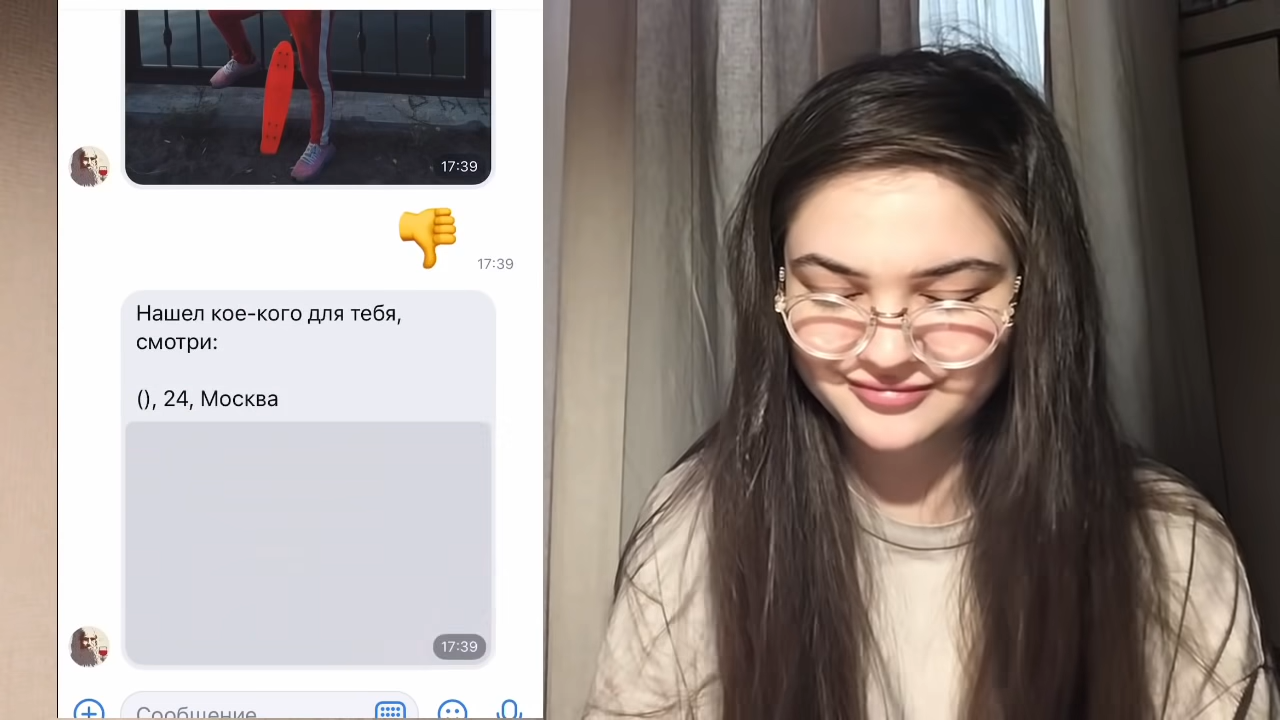 17:39
17:39
Нашел кое-кого для тебя,
смотри:
(), 24, Москва
17:39
Сообщение